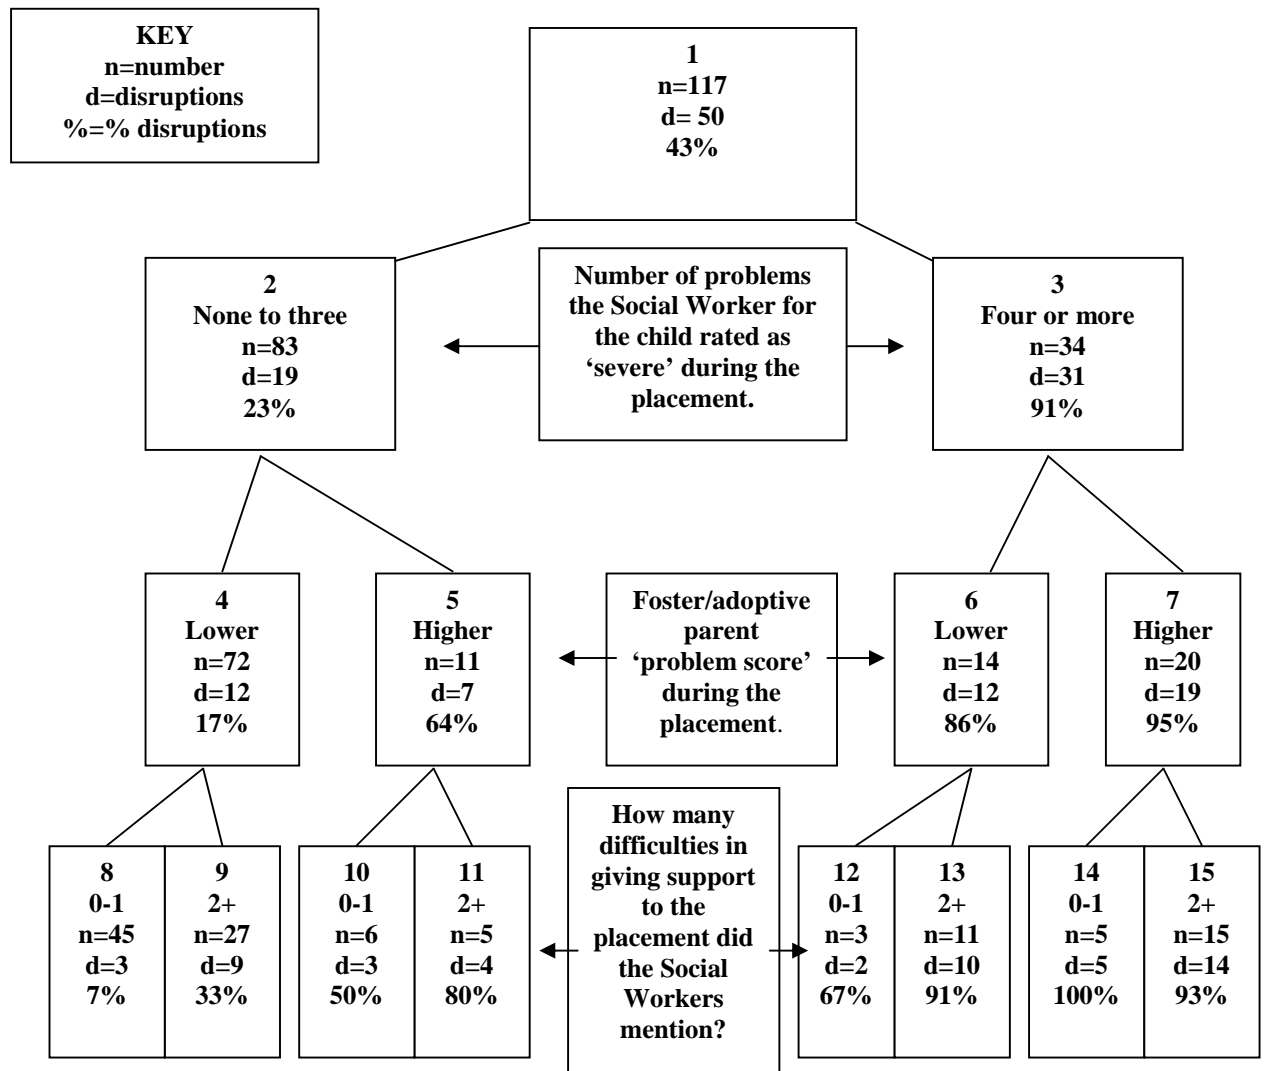 KEY
n=number
d=disruptions
%=% disruptions
1
n=117
d= 50
43%
2
None to three
n=83
d=19
23%
Number of problems
the Social Worker for
the child rated as
‘severe’ during the
placement.
3
Four or more
n=34
d=31
91%
4
Lower
n=72
d=12
17%
5
Higher
n=11
d=7
64%
Foster/adoptive
parent
‘problem score’
during the
placement.
6
Lower
n=14
d=12
86%
7
Higher
n=20
d=19
95%
8
0-1
n=45
d=3
7%
9
2+
n=27
d=9
33%
10
0-1
n=6
d=3
50%
11
2+
n=5
d=4
80%
How many
difficulties in
giving support
to the
placement did
the Social
Workers
mention?
12
0-1
n=3
d=2
67%
13
2+
n=11
d=10
91%
14
0-1
n=5
d=5
100%
15
2+
n=15
d=14
93%